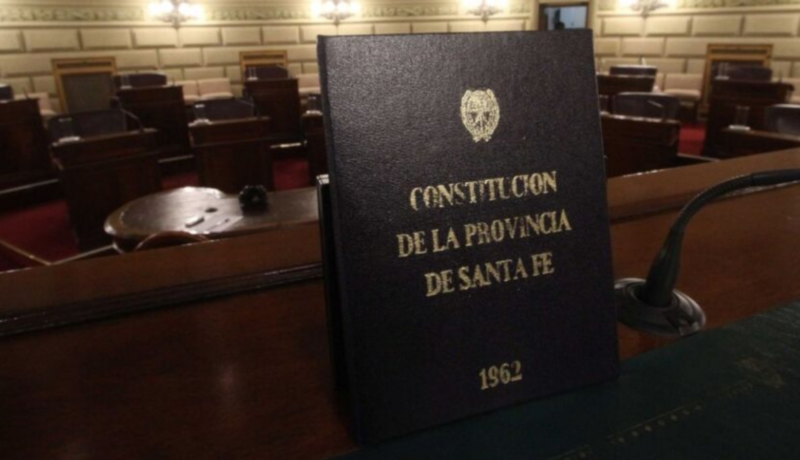 CONSTITUCION
DE LA PROVINCIA
DE SANTA FE
1962